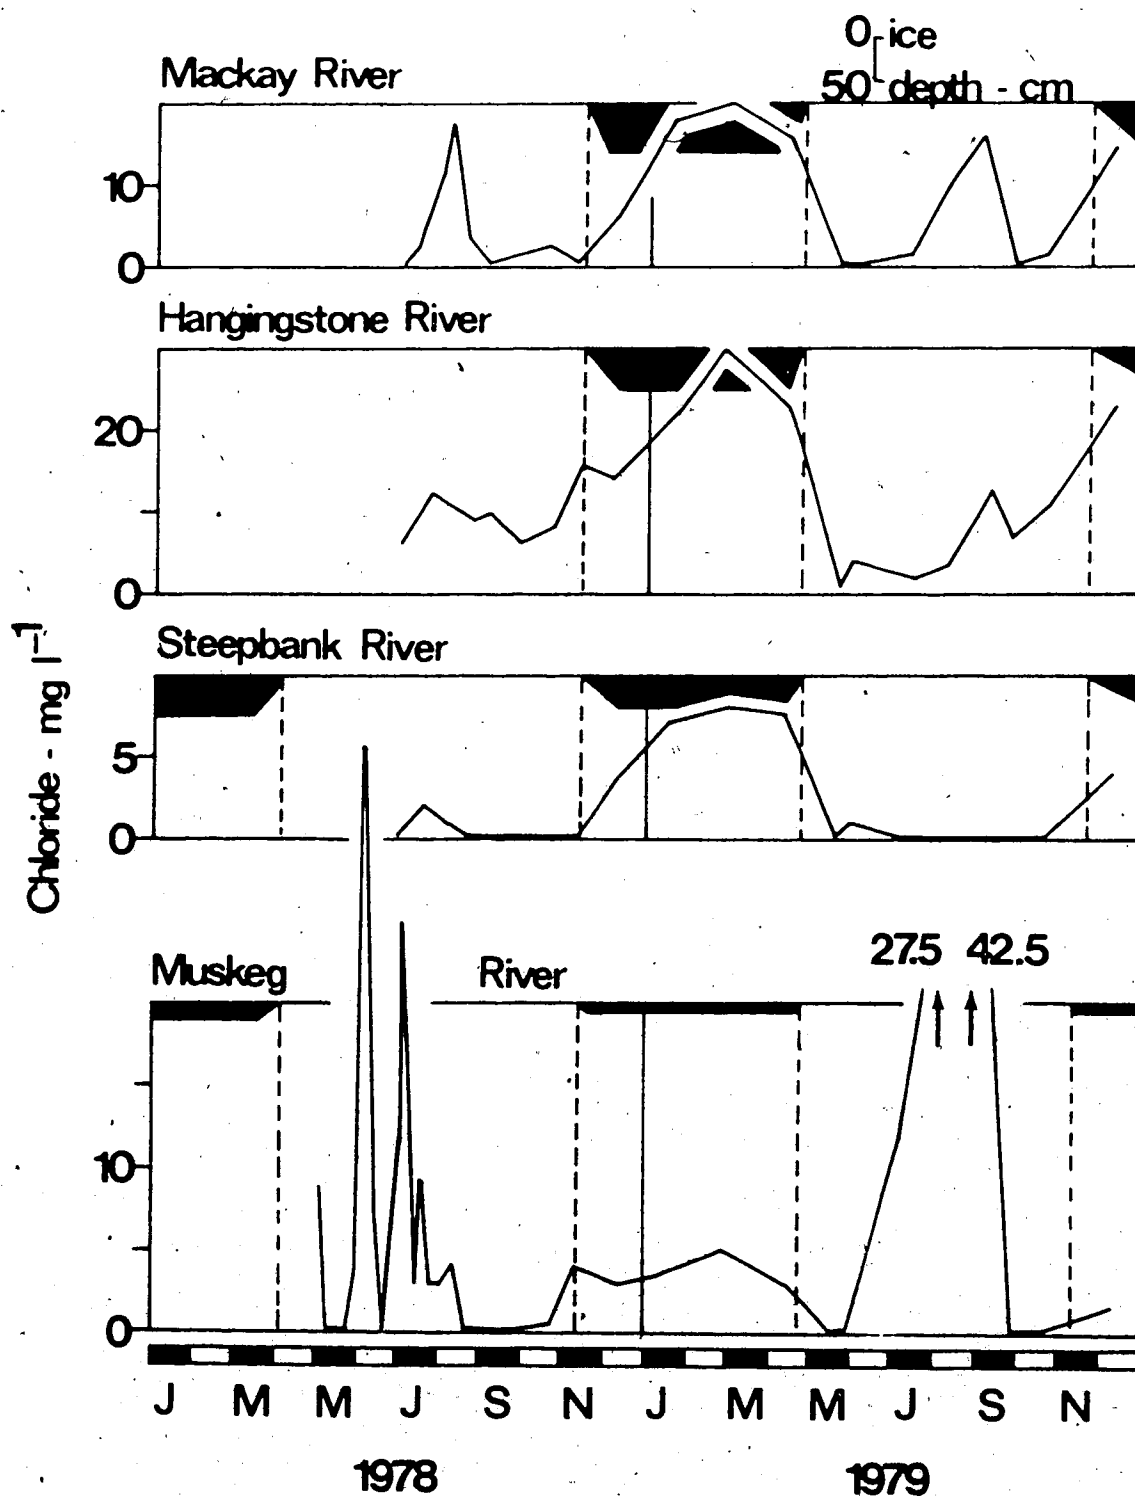 0 ice
50 depth - cm
Mackay River
10
0
Hangingstone River
20
0
Steepbank River
5
0
Chloride - mg l-1
27.5 42.5
Muskeg River
10
0
J M M J S N J M M J S N
1978 1979